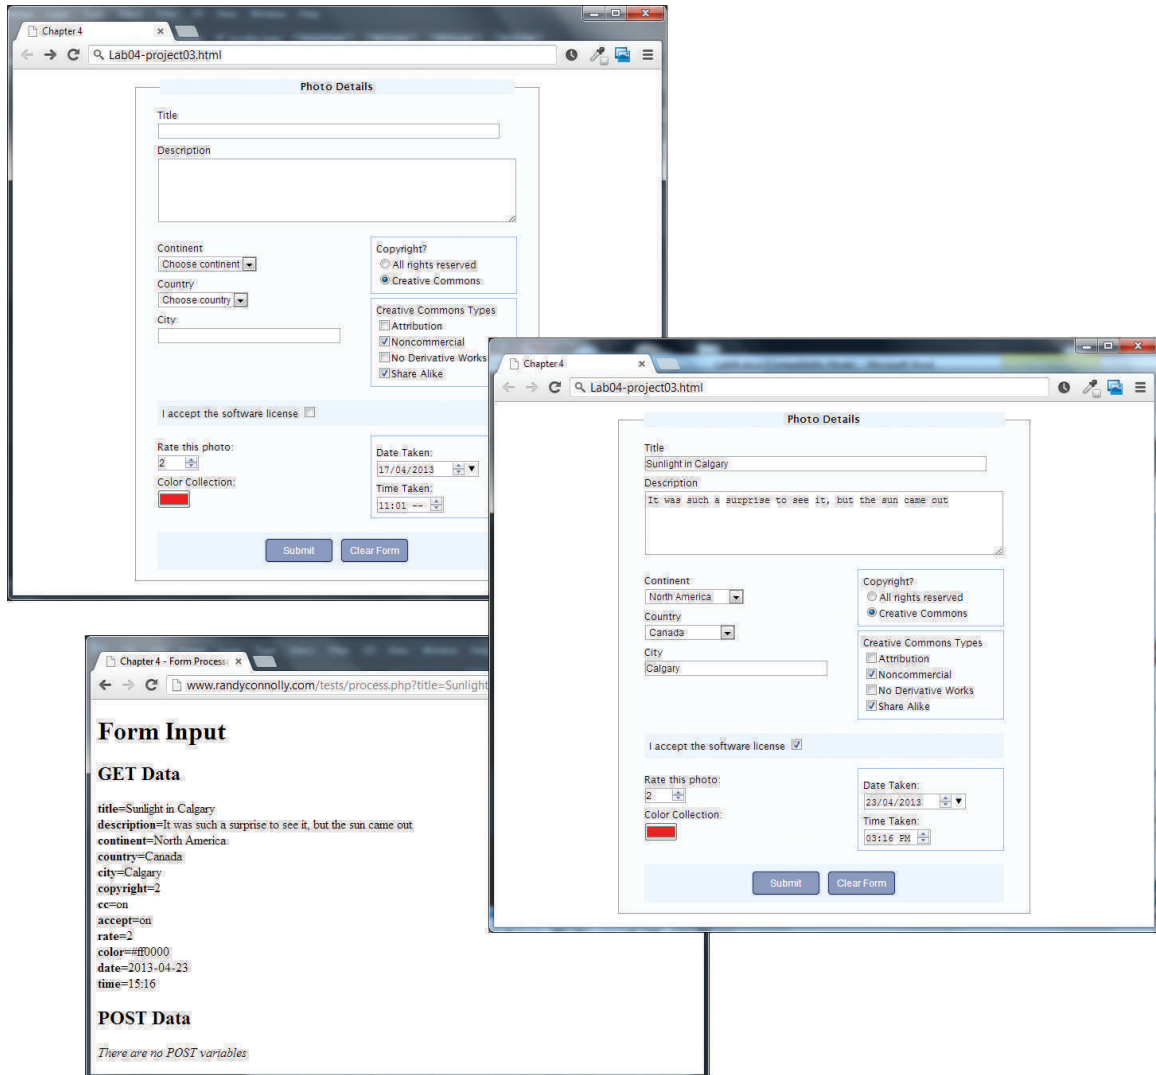 Chapter 4
Lab04-project03.html
Photo Details
Title
Description
Continent
Choose continent
Country
Choose country
City
Copyright?
All rights reserved
Creative Commons
Creative Commons Types
Attribution
Noncommercial
No Derivative Works
Share Alike
I accept the software license
Rate this photo:
2
Color Collection:
Date Taken:
17/04/2013
Time Taken:
11:01 --
Submit
Clear Form
Chapter 4
Lab04-project03.html
Photo Details
Title
Sunlight in Calgary
Description
It was such a surprise to see it, but the sun came out
Continent
North America
Country
Canada
City
Calgary
Copyright?
All rights reserved
Creative Commons
Creative Commons Types
Attribution
Noncommercial
No Derivative Works
Share Alike
I accept the software license
Rate this photo:
2
Color Collection:
Date Taken:
23/04/2013
Time Taken:
03:16 PM
Submit
Clear Form
Chapter 4 - Form Process
www.randyconnolly.com/tests/process.php?title=Sunlight
Form Input
GET Data
title=Sunlight in Calgary
description=It was such a surprise to see it, but the sun came out
continent=North America
country=Canada
city=Calgary
copyright=2
cc=on
accept=on
rate=2
color=#ff0000
date=2013-04-23
time=15:16
POST Data
There are no POST variables